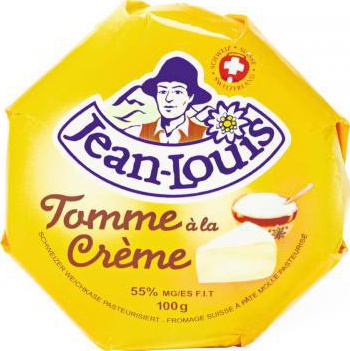 SCHWEIZ • SUISSE
SWITZERLAND
Jean-Louis
Tomme à la
Crème
55% MG/ES F.I.T
100g
SCHWEIZER WEICHKÄSE PASTEURISIERT - FROMAGE SUISSE À PÂTE MOLLE PASTEURISÉ